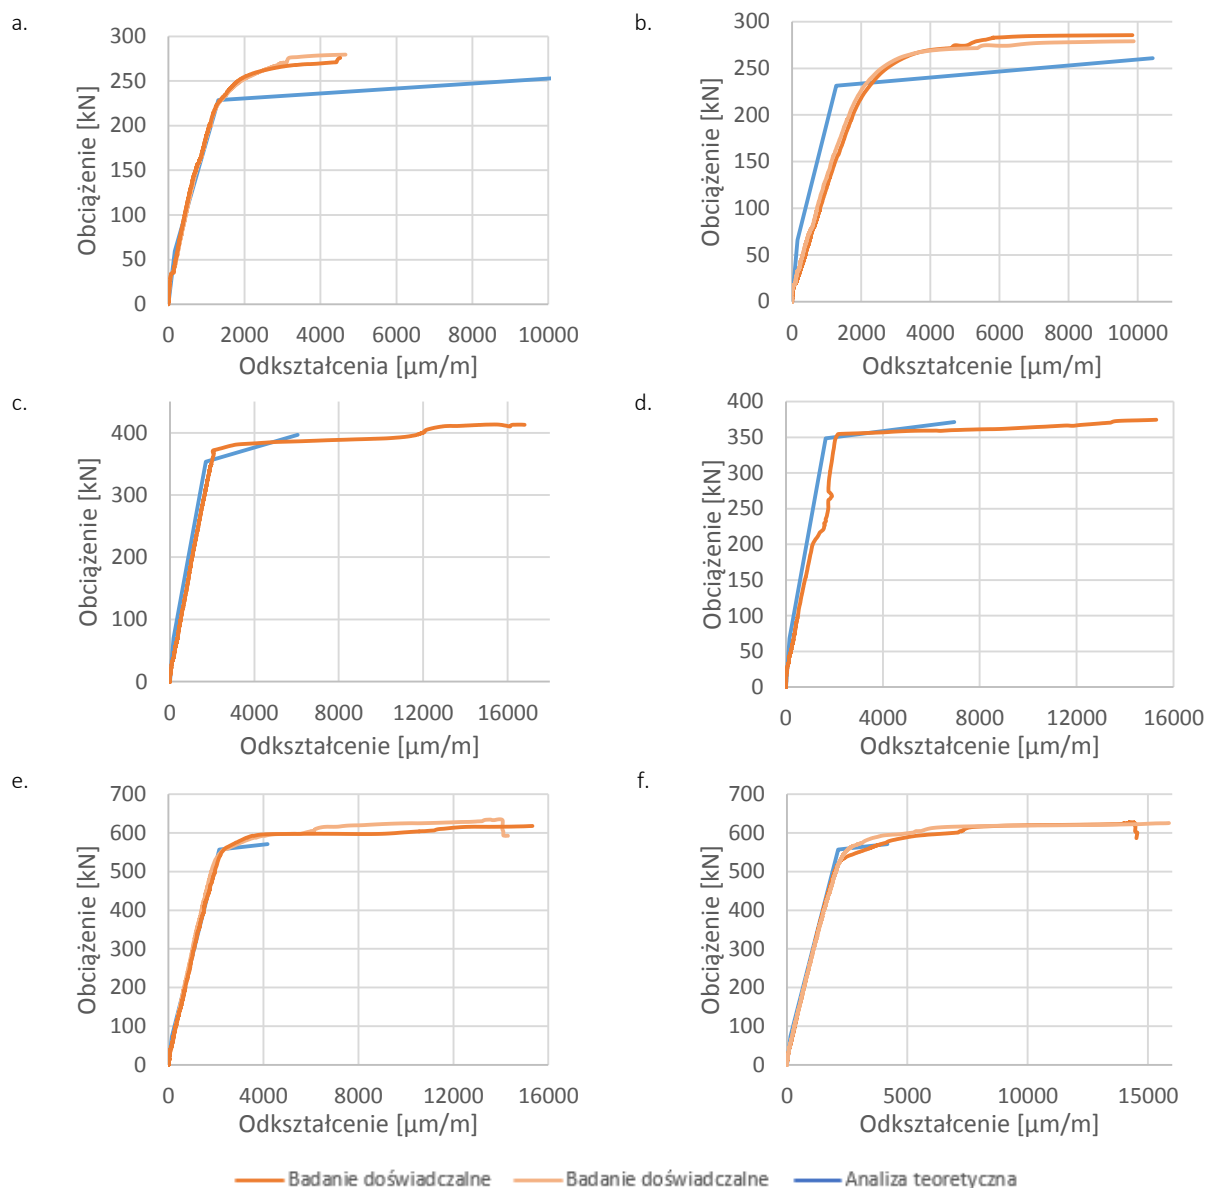 a.
300
250
200
150
100
50
0
Obciążenie [kN]
0 2000 4000 6000 8000 10000
Odkształcenia [µm/m]
b.
300
250
200
150
100
50
0
Obciążenie [kN]
0 2000 4000 6000 8000 10000
Odkształcenie [µm/m]
c.
400
300
200
100
0
Obciążenie [kN]
0 4000 8000 12000 16000
Odkształcenie [µm/m]
d.
400
350
300
250
200
150
100
50
0
Obciążenie [kN]
0 4000 8000 12000 16000
Odkształcenie [µm/m]
e.
700
600
500
400
300
200
100
0
Obciążenie [kN]
0 4000 8000 12000 16000
Odkształcenie [µm/m]
f.
700
600
500
400
300
200
100
0
Obciążenie [kN]
0 5000 10000 15000
Odkształcenie [µm/m]
Badanie doświadczalne Badanie doświadczalne Analiza teoretyczna